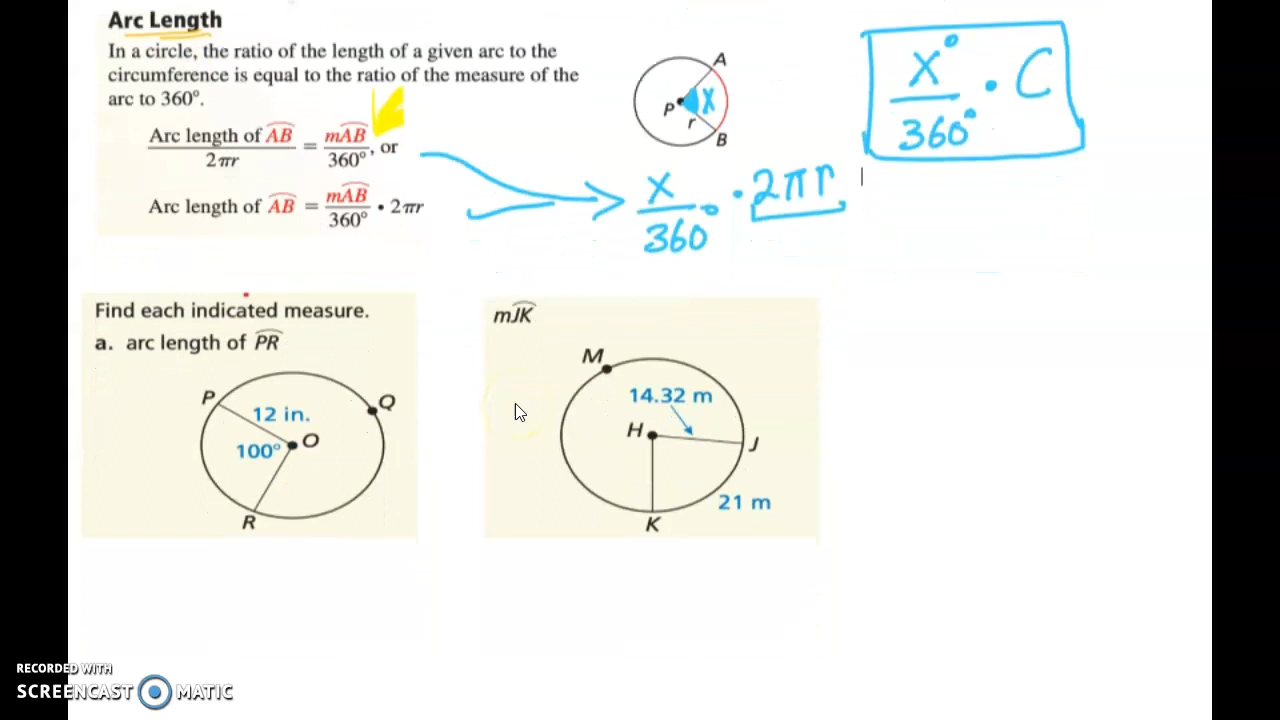 Arc Length
In a circle, the ratio of the length of a given arc to the
circumference is equal to the ratio of the measure of the
arc to 360°.
Arc length of AB / 2πr = mAB / 360°, or
Arc length of AB = mAB / 360° • 2πr
A
P
X
r
B
X° / 360° · C
X / 360° · 2πr
Find each indicated measure.
a. arc length of PR
P
Q
12 in.
100°
O
R
mJK
M
14.32 m
H
J
21 m
K
RECORDED WITH
SCREENCAST MATIC